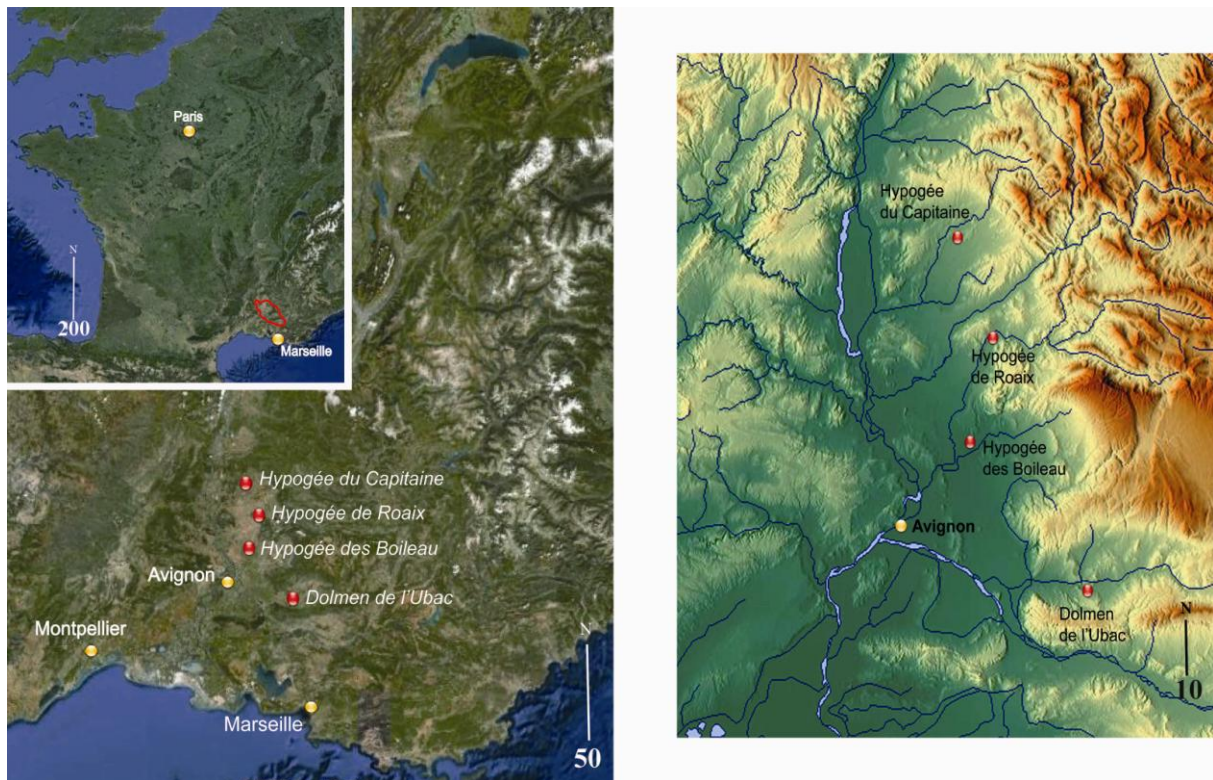 Paris
N
200
Marseille
Hypogée du Capitaine
Hypogée de Roaix
Hypogée des Boileau
Avignon
Dolmen de l'Ubac
Montpellier
Marseille
N
50
Hypogée
du Capitaine
Hypogée
de Roaix
Hypogée
des Boileau
Avignon
Dolmen
de l'Ubac
N
10